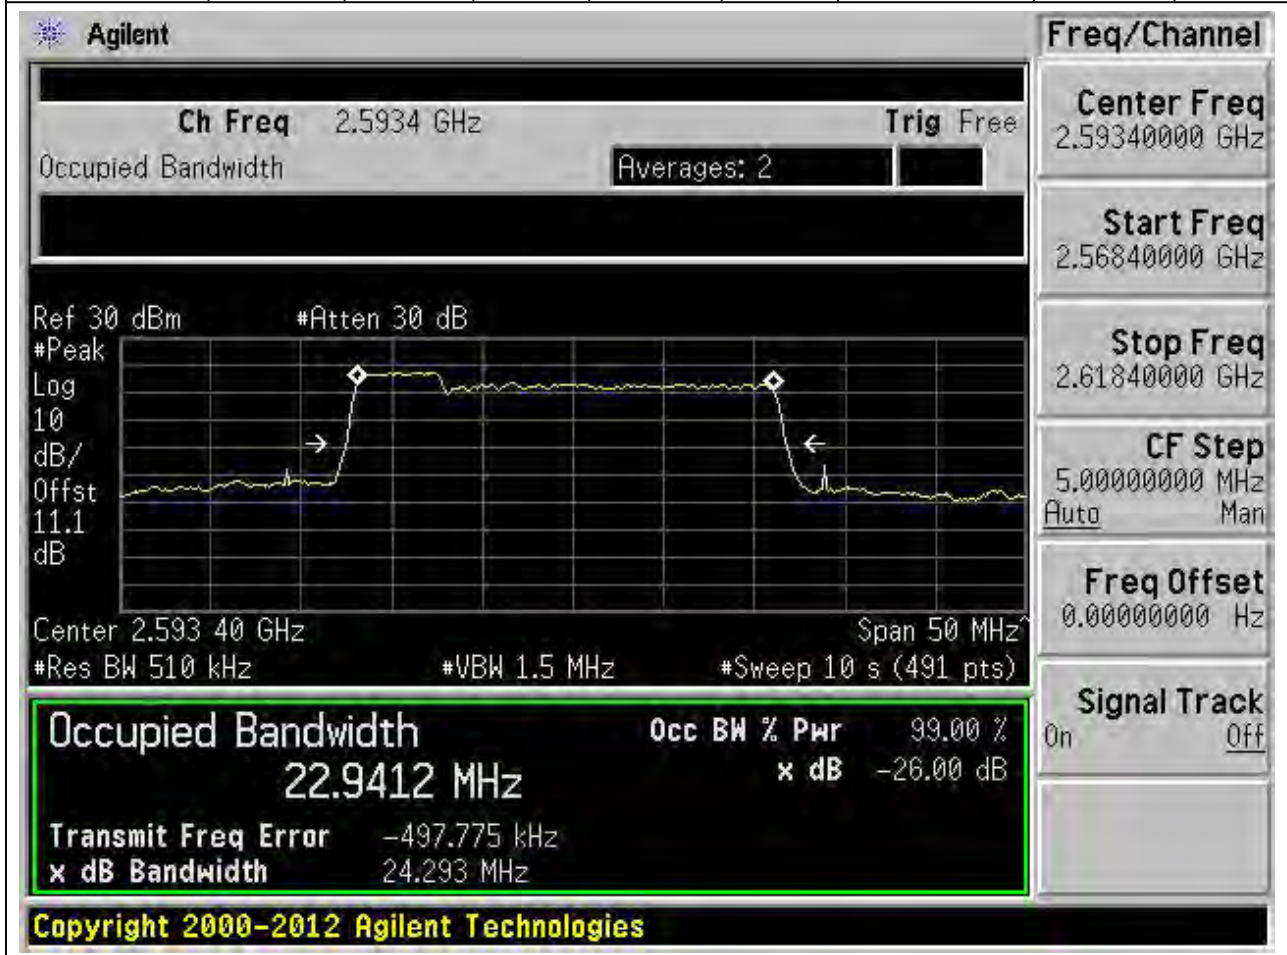 Agilent
Freq/Channel
Ch Freq 2.5934 GHz Trig Free
Occupied Bandwidth Averages: 2
Center Freq
2.59340000 GHz
Start Freq
2.56840000 GHz
Stop Freq
2.61840000 GHz
CF Step
5.00000000 MHz
Auto Man
Freq Offset
0.00000000 Hz
Signal Track
On Off
Ref 30 dBm #Atten 30 dB
#Peak
Log
10
dB/
Offst
11.1
dB
Center 2.593 40 GHz Span 50 MHz^
#Res BW 510 kHz #VBW 1.5 MHz #Sweep 10 s (491 pts)
Occupied Bandwidth Occ BW % Pwr 99.00 %
22.9412 MHz x dB -26.00 dB
Transmit Freq Error -497.775 kHz
x dB Bandwidth 24.293 MHz
Copyright 2000-2012 Agilent Technologies